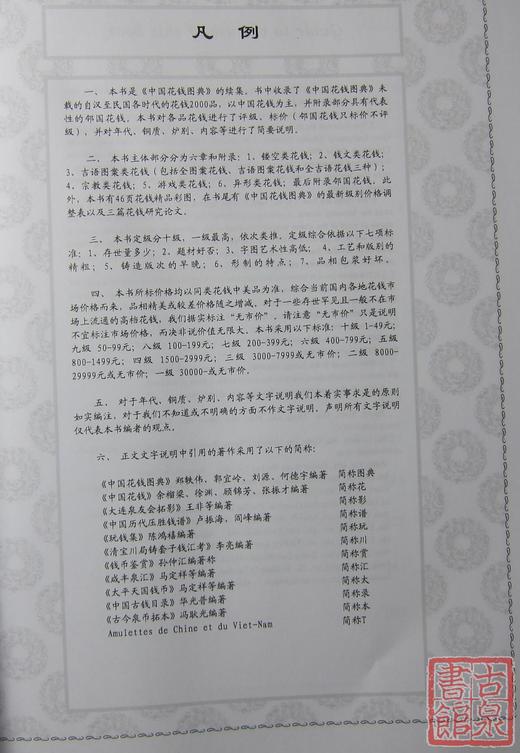 凡 例
一、本书是《中国花钱图典》的续集。书中收录了《中国花钱图典》未
载的自汉至民国各时代的花钱2000品，以中国花钱为主，并附录部分具有代表
性的邻国花钱。本书对各品花钱进行了评级、标价（邻国花钱只标价不评
级），并对年代、铜质、炉别、内容等进行了简要说明。
二、本书主体部分分为六章和附录：1、镂空类花钱；2、钱文类花钱；
3、吉语图案类花钱（包括全图案花钱、吉语图案花钱和全吉语花钱三种）；
4、宗教类花钱；5、游戏类花钱；6、异形类花钱；最后附录邻国花钱。此
外，本书有46页花钱精品彩图，在书尾有《中国花钱图典》的最新级别价格调
整表以及三篇花钱研究论文。
三、本书定级分十级，一级最高，依次类推。定级综合依据以下七项标
准：1、存世量多少；2、题材好否；3、字图艺术性高低；4、工艺和版别的
精粗；5、铸造版次的早晚；6、形制的特点；7、品相包浆好坏。
四、本书所标价格均以同类花钱中美品为准，综合当前国内各地花钱市
场价格而来，品相精美或较差价格随之增减。对于一些存世罕见且一般不在市
场上流通的高档花钱，我们据实标注“无市价”。请注意“无市价”只是说明
不宜标注市场价格，而决非说价值无限大。本书采用以下标准：十级 1-49元；
九级 50-99元；八级 100-199元；七级 200-399元；六级 400-799元；五级
800-1499元；四级 1500-2999元；三级 3000-7999或无市价；二级 8000-
29999元或无市价；一级 30000-或无市价。
五、对于年代、铜质、炉别、内容等文字说明我们本着实事求是的原则
如实编注，对于我们不知道或不明确的方面不作文字说明。声明所有文字说明
仅代表本书编者的观点。
六、正文文字说明中引用的著作采用了以下的简称：
《中国花钱图典》郑轶伟、郭宜岭、刘源、何德宇编著 简称图典
《中国花钱》余榴梁、徐渊、顾锦芳、张振才编著 简称花
《大连泉友会拓影》王非等编著 简称影
《中国历代压胜钱谱》卢振海、阎峰编著 简称谱
《玩钱集》陈鸿禧编著 简称玩
《清宝川局铸套子钱汇考》李亮编著 简称川
《钱币鉴赏》孙仲汇编著称 简称赏
《咸丰泉汇》马定祥等编著 简称汇
《太平天国钱币》马定祥等编著 简称太
《中国古钱目录》华光普编著 简称录
《古今泉币拓本》冯耿光编著 简称本
Amulettes de Chine et du Viet-Nam 简称T
古泉
書館